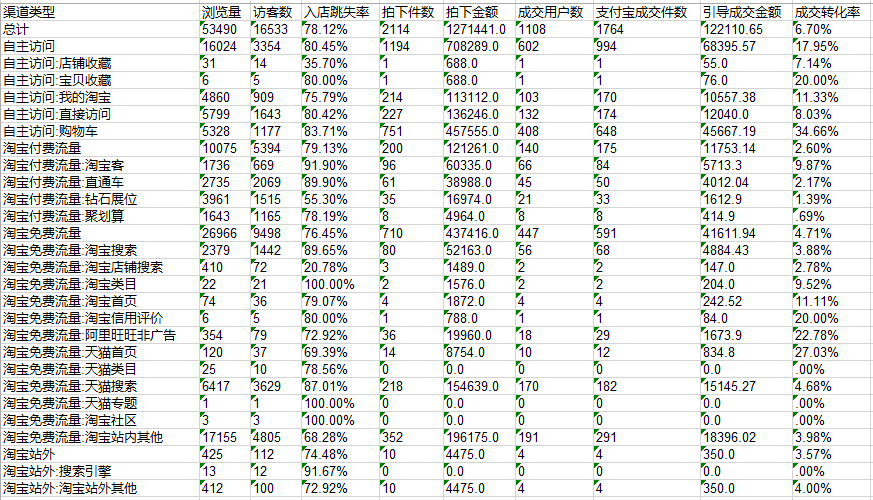 渠道类型 浏览量 访客数 入店跳失率 拍下件数 拍下金额 成交用户数 支付宝成交件数 引导成交金额 成交转化率
总计 53490 16533 78.12% 2114 1271441.0 1108 1764 122110.65 6.70%
自主访问 16024 3354 80.45% 1194 708289.0 602 994 68395.57 17.95%
自主访问:店铺收藏 31 14 35.70% 1 688.0 1 1 55.0 7.14%
自主访问:宝贝收藏 6 5 80.00% 1 688.0 1 1 76.0 20.00%
自主访问:我的淘宝 4860 909 75.79% 214 113112.0 103 170 10557.38 11.33%
自主访问:直接访问 5799 1643 80.42% 227 136246.0 132 174 12040.0 8.03%
自主访问:购物车 5328 1177 83.71% 751 457555.0 408 648 45667.19 34.66%
淘宝付费流量 10075 5394 79.13% 200 121261.0 140 175 11753.14 2.60%
淘宝付费流量:淘宝客 1736 669 91.90% 96 60335.0 66 84 5713.3 9.87%
淘宝付费流量:直通车 2735 2069 89.90% 61 38988.0 45 50 4012.04 2.17%
淘宝付费流量:钻石展位 3961 1515 55.30% 35 16974.0 21 33 1612.9 1.39%
淘宝付费流量:聚划算 1643 1165 78.19% 8 4964.0 8 8 414.9 .69%
淘宝免费流量 26966 9498 76.45% 710 437416.0 447 591 41611.94 4.71%
淘宝免费流量:淘宝搜索 2379 1442 89.65% 80 52163.0 56 68 4884.43 3.88%
淘宝免费流量:淘宝店铺搜索 410 72 20.78% 3 1489.0 2 2 147.0 2.78%
淘宝免费流量:淘宝类目 22 21 100.00% 2 1576.0 2 2 204.0 9.52%
淘宝免费流量:淘宝首页 74 36 79.07% 4 1872.0 4 4 242.52 11.11%
淘宝免费流量:淘宝信用评价 6 5 80.00% 1 788.0 1 1 84.0 20.00%
淘宝免费流量:阿里旺旺非广告 354 79 72.92% 36 19960.0 18 29 1673.9 22.78%
淘宝免费流量:天猫首页 120 37 69.39% 14 8754.0 10 12 834.8 27.03%
淘宝免费流量:天猫类目 25 10 78.56% 0 0.0 0 0 0.0 .00%
淘宝免费流量:天猫搜索 6417 3629 87.01% 218 154639.0 170 182 15145.27 4.68%
淘宝免费流量:天猫专题 1 1 100.00% 0 0.0 0 0 0.0 .00%
淘宝免费流量:淘宝社区 3 3 100.00% 0 0.0 0 0 0.0 .00%
淘宝免费流量:淘宝站内其他 17155 4805 68.28% 352 196175.0 191 291 18396.02 3.98%
淘宝站外 425 112 74.48% 10 4475.0 4 4 350.0 3.57%
淘宝站外:搜索引擎 13 12 91.67% 0 0.0 0 0 0.0 .00%
淘宝站外:淘宝站外其他 412 100 72.92% 10 4475.0 4 4 350.0 4.00%